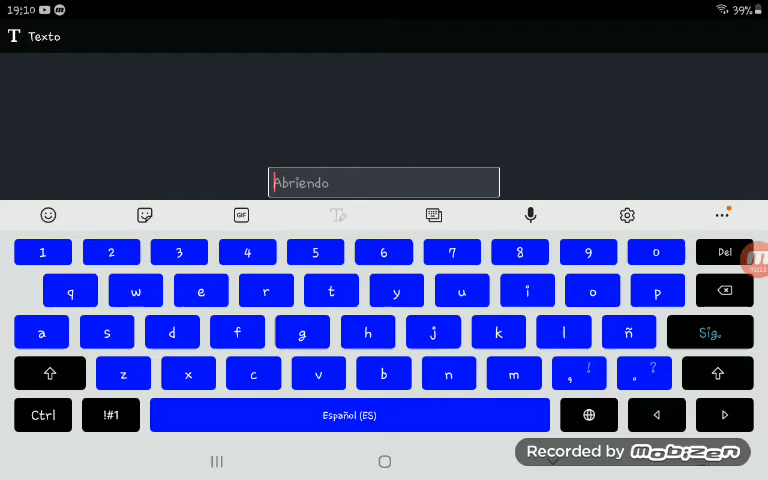 19:10 39%
T Texto
Abriendo
GIF
1 2 3 4 5 6 7 8 9 0 Del
q w e r t y u i o p
a s d f g h j k l ñ Sig.
z x c v b n m , ! . ?
Ctrl !#1 Español (ES)
Recorded by mobizen